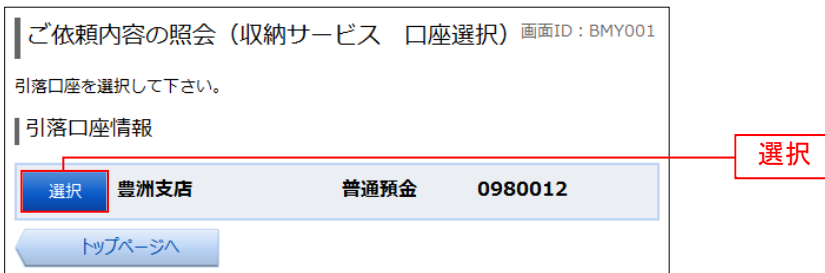 ご依頼内容の照会（収納サービス　口座選択） 画面ID：BMY001
引落口座を選択して下さい。
引落口座情報
選択 豊洲支店 普通預金 0980012
選択
トップページへ